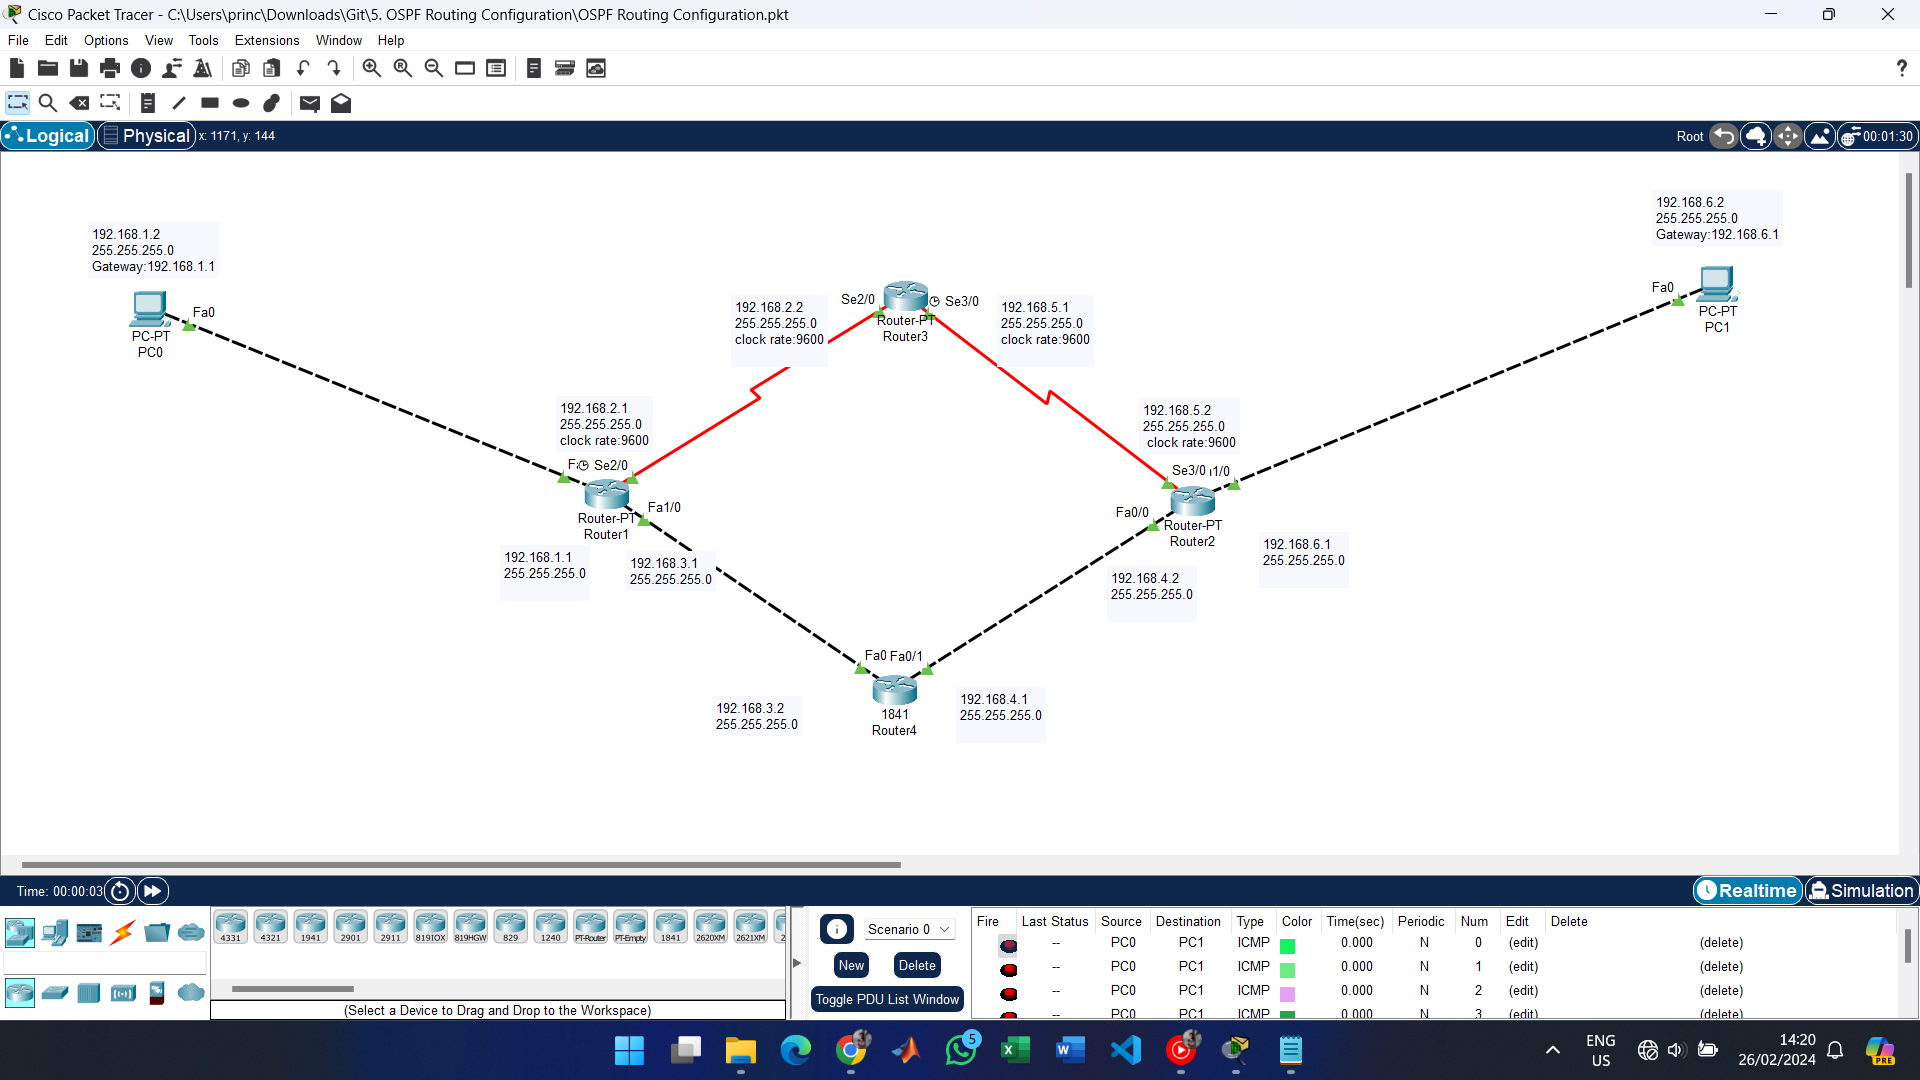 Cisco Packet Tracer - C:\Users\princ\Downloads\Git\5. OSPF Routing Configuration\OSPF Routing Configuration.pkt
File Edit Options View Tools Extensions Window Help
?
Logical Physical x: 1171, y: 144
Root 00:01:30
192.168.1.2
255.255.255.0
Gateway:192.168.1.1
Fa0
PC-PT
PC0
192.168.6.2
255.255.255.0
Gateway:192.168.6.1
Fa0
PC-PT
PC1
192.168.2.2
255.255.255.0
clock rate:9600
Se2/0
Se3/0
Router-PT
Router3
192.168.5.1
255.255.255.0
clock rate:9600
192.168.2.1
255.255.255.0
clock rate:9600
Se2/0
Fa1/0
Router-PT
Router1
192.168.1.1
255.255.255.0
192.168.3.1
255.255.255.0
192.168.5.2
255.255.255.0
clock rate:9600
Se3/0 1/0
Fa0/0
Router-PT
Router2
192.168.6.1
255.255.255.0
192.168.4.2
255.255.255.0
Fa0 Fa0/1
1841
Router4
192.168.3.2
255.255.255.0
192.168.4.1
255.255.255.0
Time: 00:00:03
Realtime Simulation
4331 4321 1941 2901 2911 819IOX 819HGW 829 1240 PT-Router PT-Empty 1841 2620XM 2621XM
(Select a Device to Drag and Drop to the Workspace)
Scenario 0
New Delete
Toggle PDU List Window
Fire Last Status Source Destination Type Color Time(sec) Periodic Num Edit Delete
-- PC0 PC1 ICMP 0.000 N 0 (edit) (delete)
-- PC0 PC1 ICMP 0.000 N 1 (edit) (delete)
-- PC0 PC1 ICMP 0.000 N 2 (edit) (delete)
-- PC0 PC1 ICMP 0.000 N 3 (edit) (delete)
5
ENG
US
14:20
26/02/2024
PRE